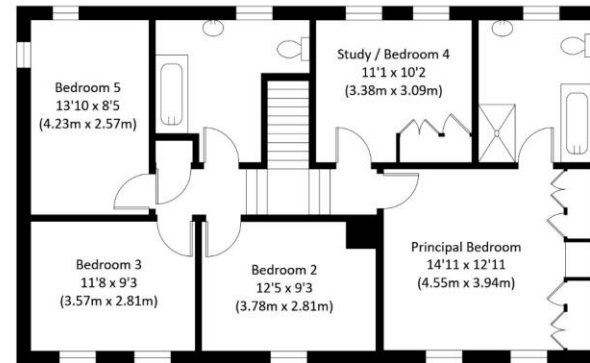 Bedroom 5
13'10 x 8'5
(4.23m x 2.57m)
Study / Bedroom 4
11'1 x 10'2
(3.38m x 3.09m)
Bedroom 3
11'8 x 9'3
(3.57m x 2.81m)
Bedroom 2
12'5 x 9'3
(3.78m x 2.81m)
Principal Bedroom
14'11 x 12'11
(4.55m x 3.94m)